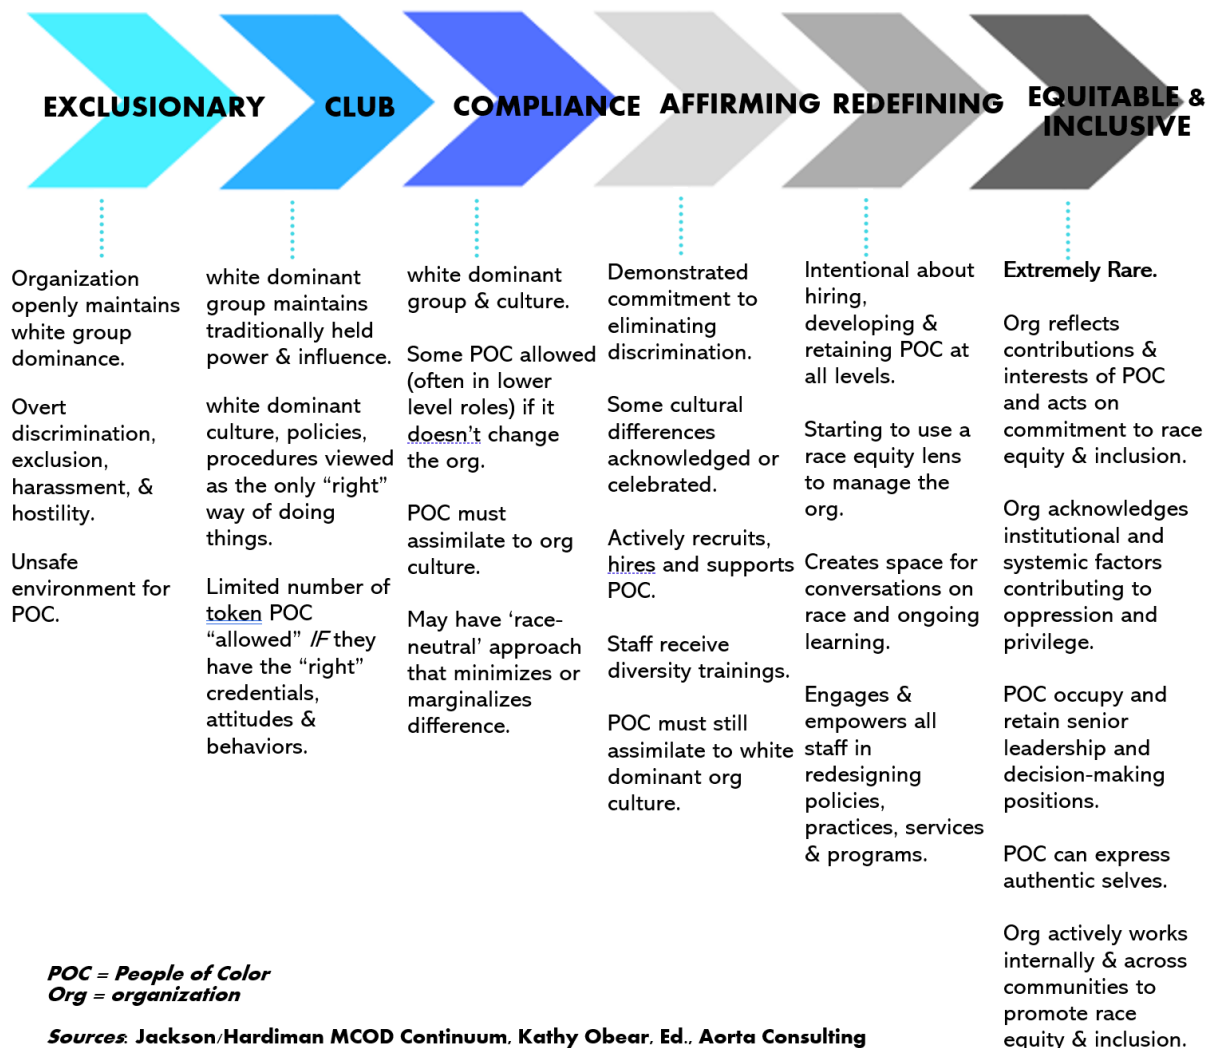 EXCLUSIONARY
CLUB
COMPLIANCE
AFFIRMING
REDEFINING
EQUITABLE &
INCLUSIVE
Organization
openly maintains
white group
dominance.
Overt
discrimination,
exclusion,
harassment, &
hostility.
Unsafe
environment for
POC.
white dominant
group maintains
traditionally held
power & influence.
white dominant
culture, policies,
procedures viewed
as the only “right”
way of doing
things.
Limited number of
token POC
“allowed” IF they
have the “right”
credentials,
attitudes &
behaviors.
white dominant
group & culture.
Some POC allowed
(often in lower
level roles) if it
doesn’t change
the org.
POC must
assimilate to org
culture.
May have ‘race-
neutral’ approach
that minimizes or
marginalizes
difference.
Demonstrated
commitment to
eliminating
discrimination.
Some cultural
differences
acknowledged or
celebrated.
Actively recruits,
hires and supports
POC.
Staff receive
diversity trainings.
POC must still
assimilate to white
dominant org
culture.
Intentional about
hiring,
developing &
retaining POC at
all levels.
Starting to use a
race equity lens
to manage the
org.
Creates space for
conversations on
race and ongoing
learning.
Engages &
empowers all
staff in
redesigning
policies,
practices, services
& programs.
Extremely Rare.
Org reflects
contributions &
interests of POC
and acts on
commitment to race
equity & inclusion.
Org acknowledges
institutional and
systemic factors
contributing to
oppression and
privilege.
POC occupy and
retain senior
leadership and
decision-making
positions.
POC can express
authentic selves.
Org actively works
internally & across
communities to
promote race
equity & inclusion.
POC = People of Color
Org = organization
Sources: Jackson/Hardiman MCOD Continuum, Kathy Obear, Ed., Aorta Consulting